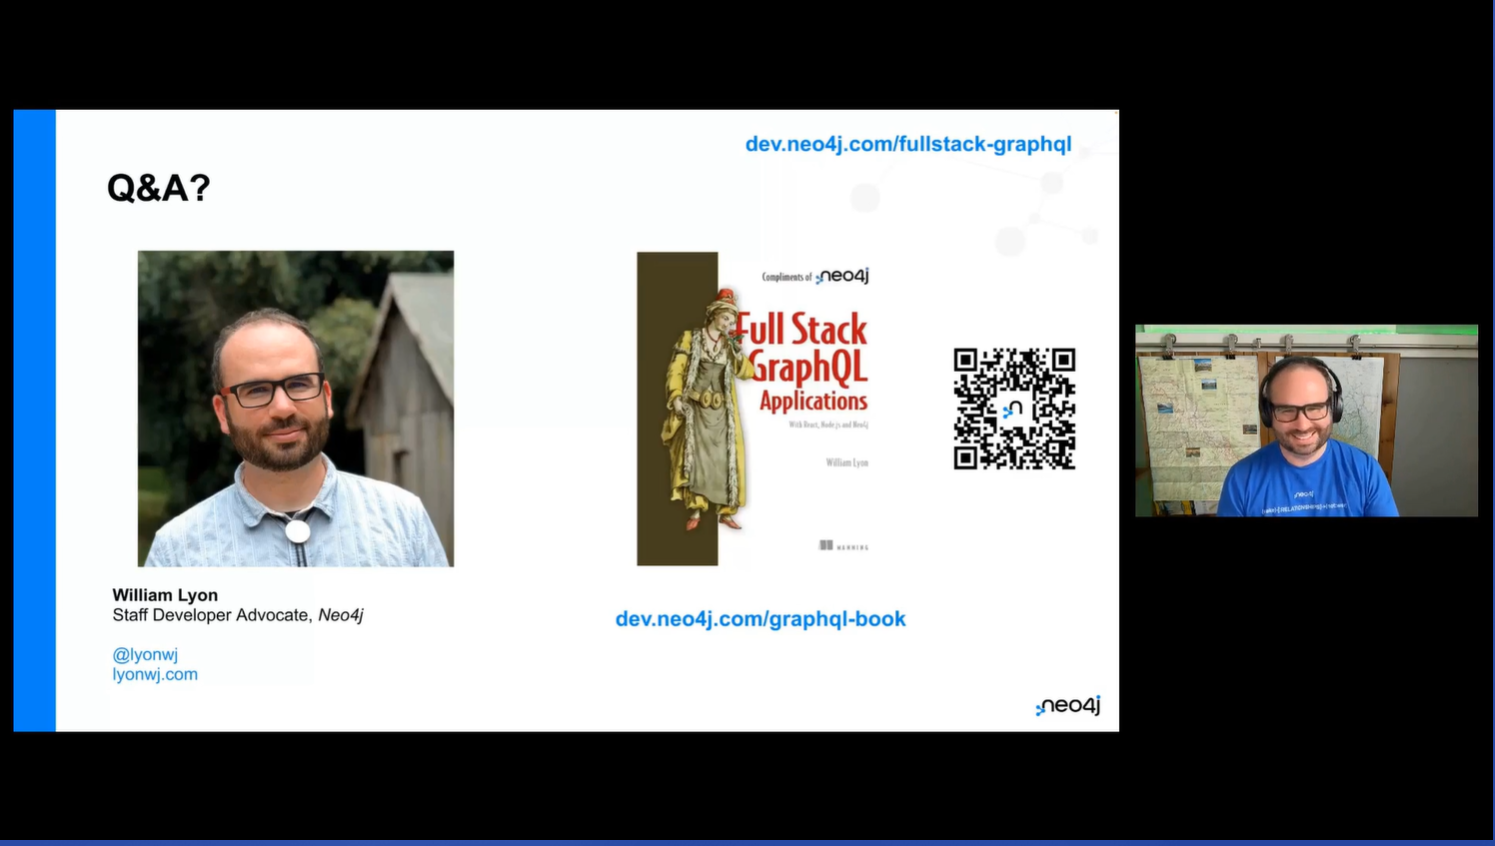 dev.neo4j.com/fullstack-graphql
Q&A?
Compliments of neo4j
Full Stack
GraphQL
Applications
With React, Node.js and Neo4j
William Lyon
MANNING
William Lyon
Staff Developer Advocate, Neo4j
dev.neo4j.com/graphql-book
@lyonwj
lyonwj.com
neo4j
neo4j